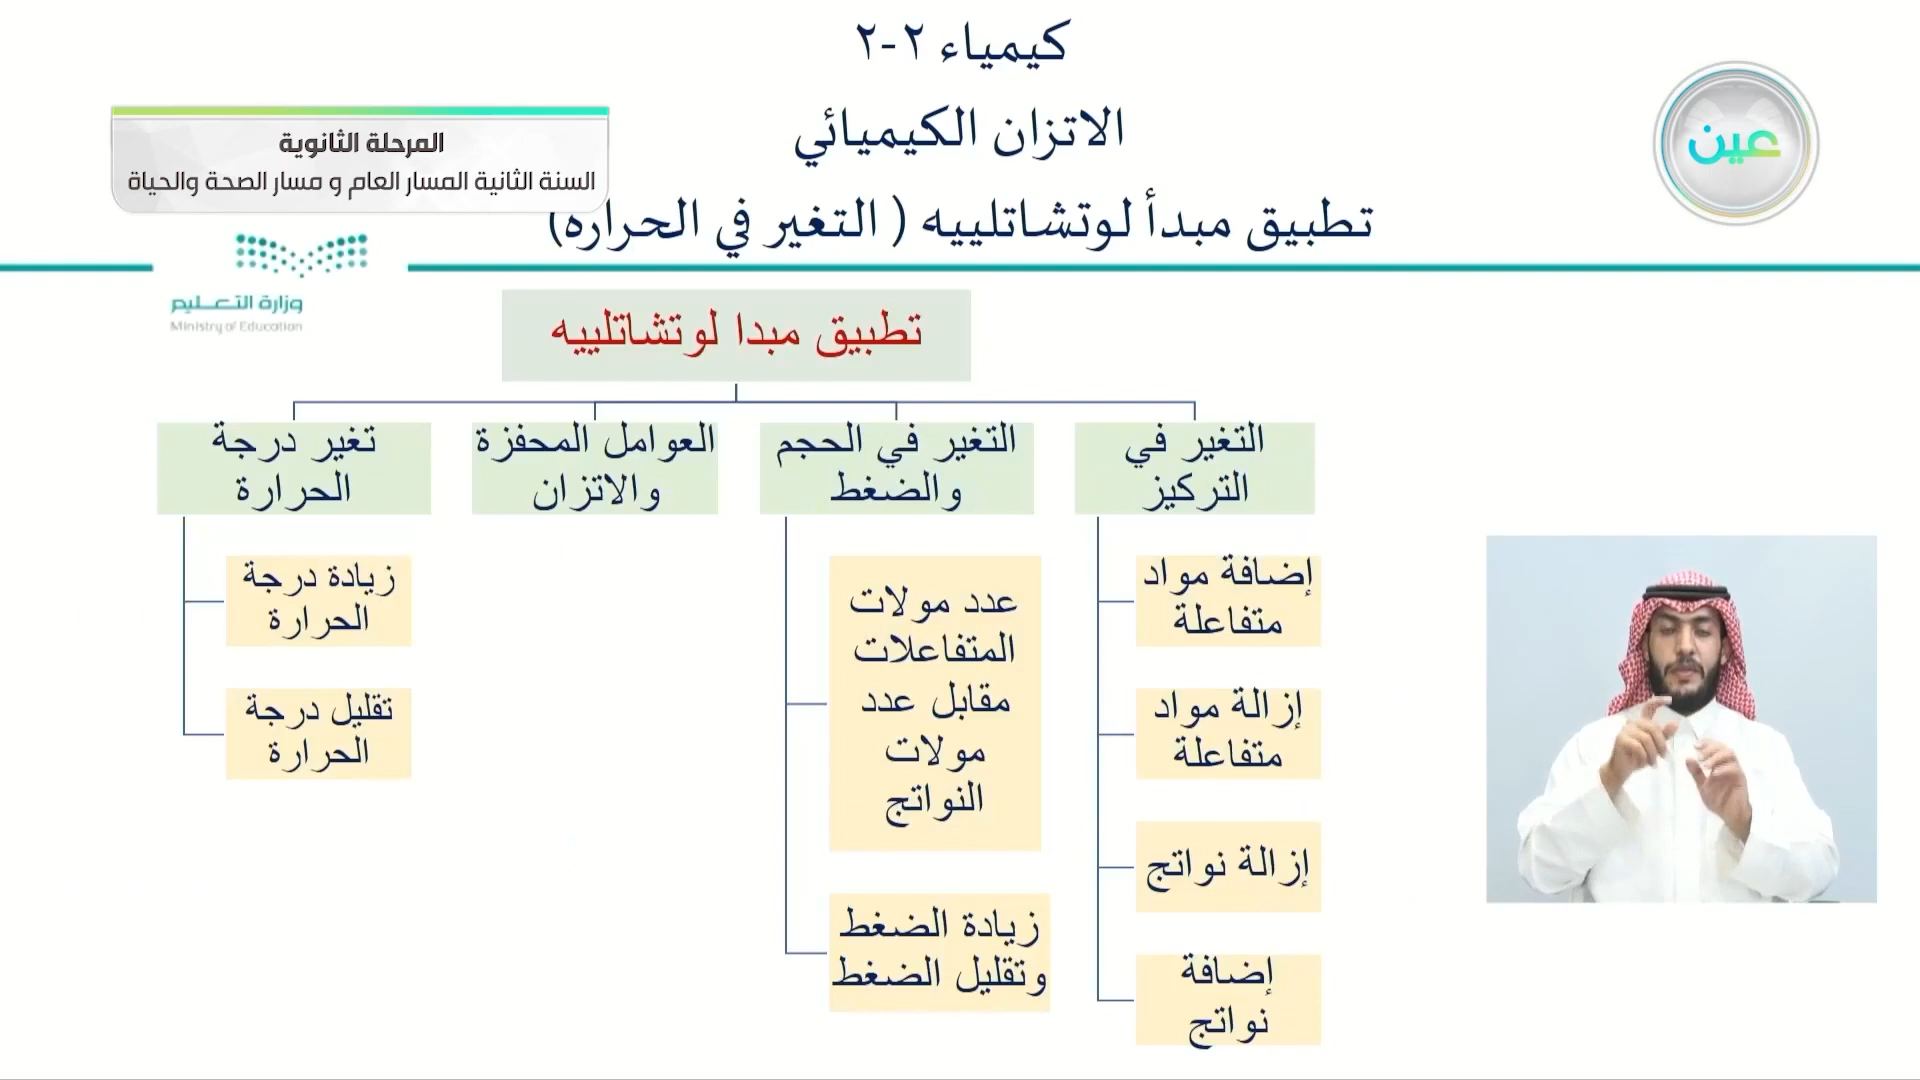 كيمياء ٢-٢
الاتزان الكيميائي
تطبيق مبدأ لوتشاتلييه ( التغير في الحراره)
المرحلة الثانوية
السنة الثانية المسار العام و مسار الصحة والحياة
عين
وزارة التعـليم
Ministry of Education
تطبيق مبدا لوتشاتلييه
التغير في
التركيز
إضافة مواد
متفاعلة
إزالة مواد
متفاعلة
إزالة نواتج
إضافة
نواتج
التغير في الحجم
والضغط
عدد مولات
المتفاعلات
مقابل عدد
مولات
النواتج
زيادة الضغط
وتقليل الضغط
العوامل المحفزة
والاتزان
تغير درجة
الحرارة
زيادة درجة
الحرارة
تقليل درجة
الحرارة